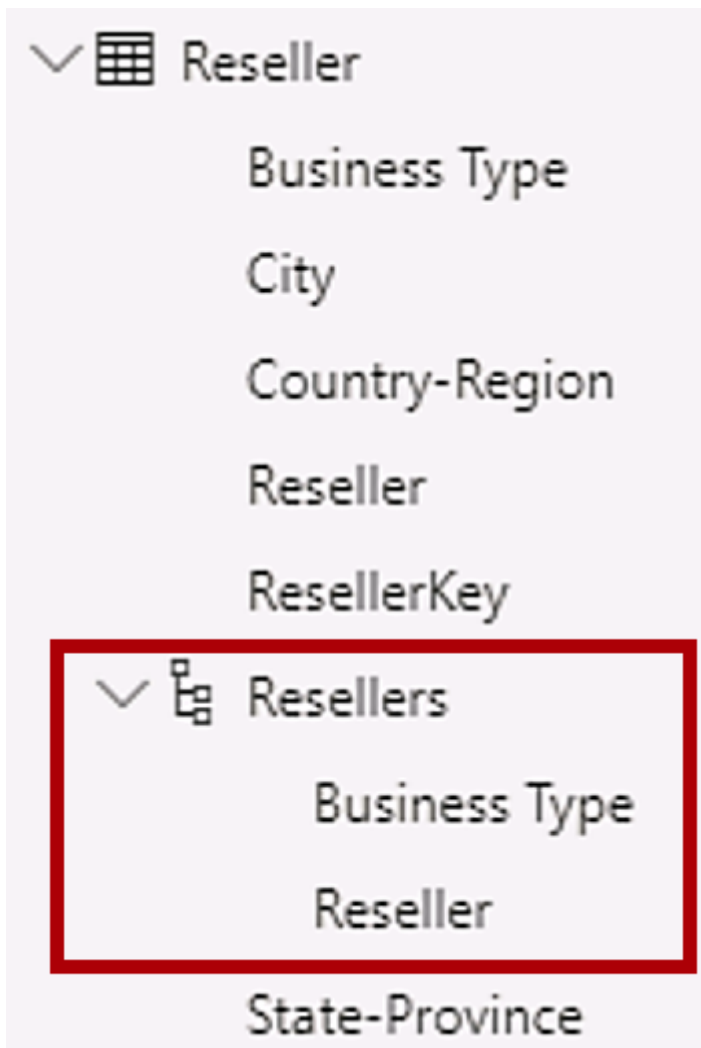 Reseller
Business Type
City
Country-Region
Reseller
ResellerKey
Resellers
Business Type
Reseller
State-Province